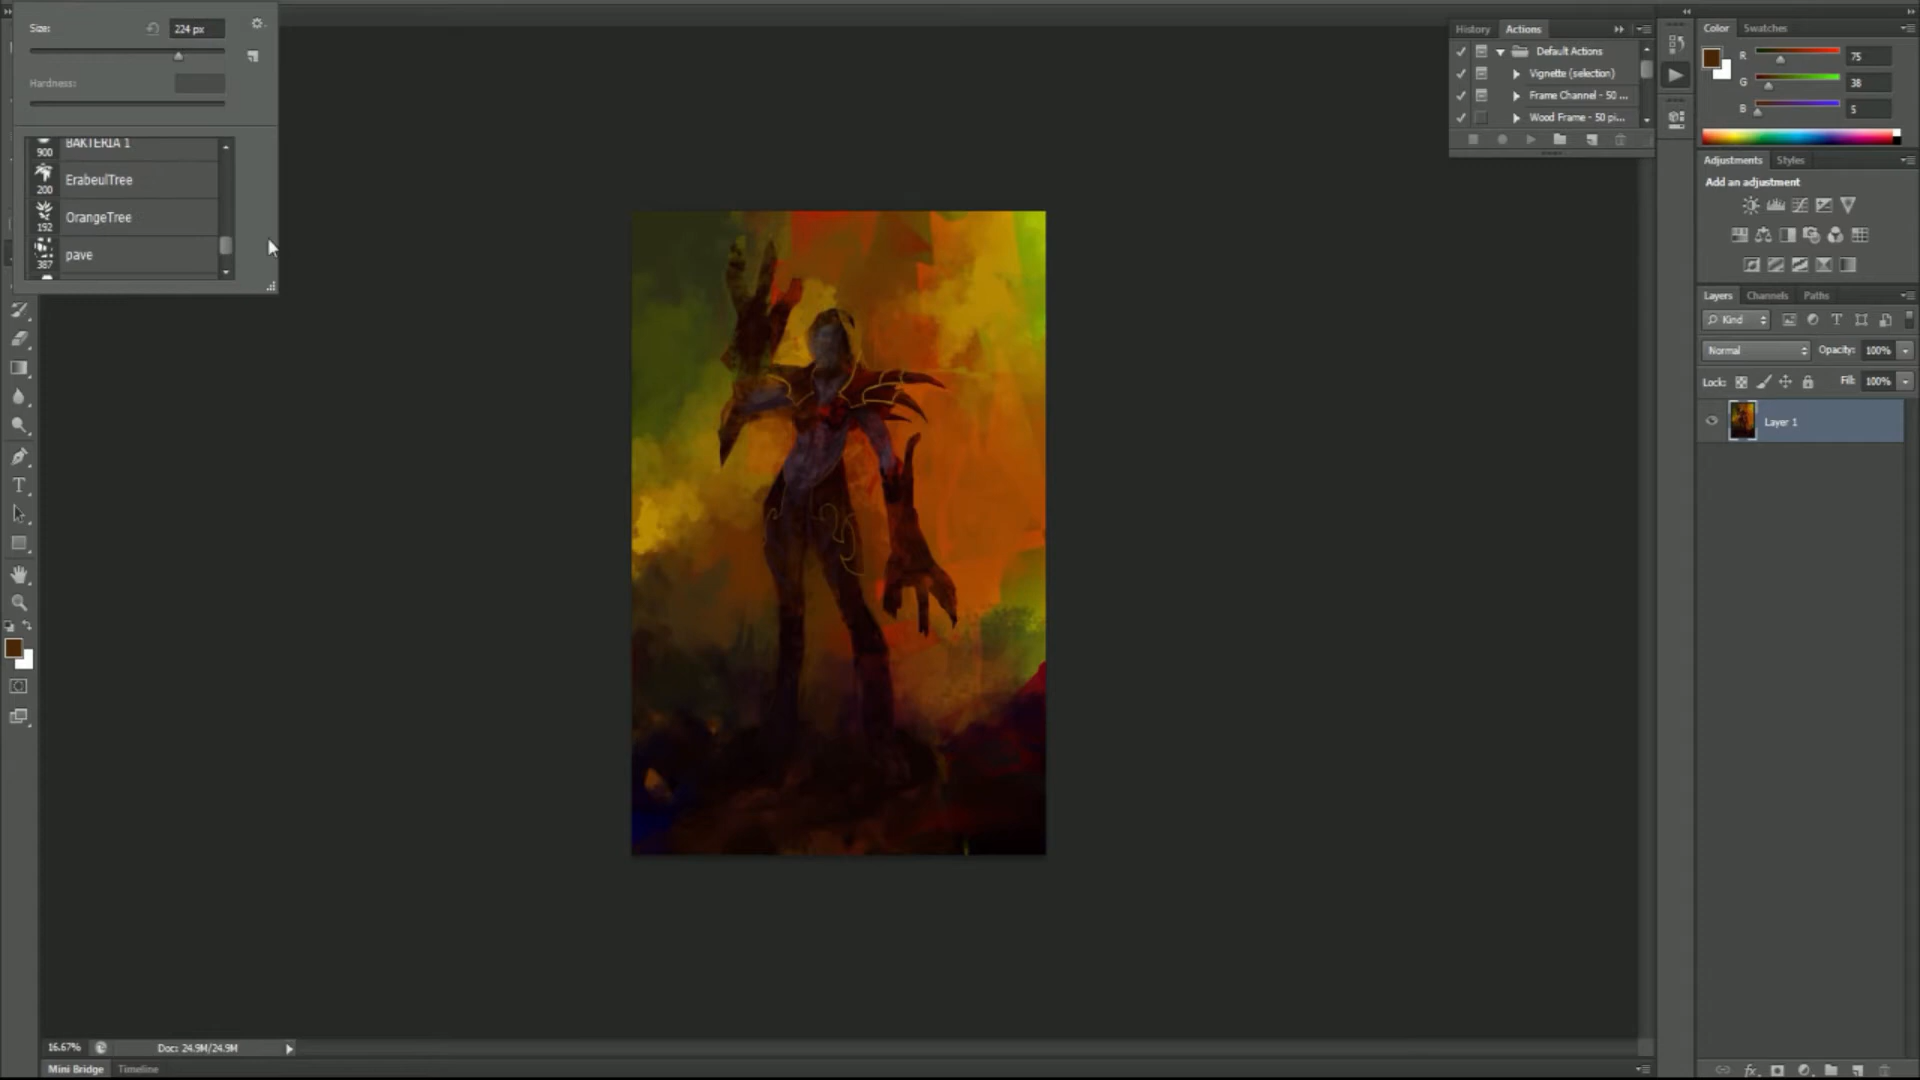 Size:
224 px
Hardness:
900
BAKTERIA 1
200
ErabeulTree
192
OrangeTree
387
pave
History
Actions
Default Actions
Vignette (selection)
Frame Channel - 50 ...
Wood Frame - 50 pi...
Color
Swatches
R
75
G
38
B
5
Adjustments
Styles
Add an adjustment
Layers
Channels
Paths
Kind
Normal
Opacity:
100%
Lock:
Fill:
100%
Layer 1
T
16.67%
Doc: 24.9M/24.9M
Mini Bridge
Timeline
fx